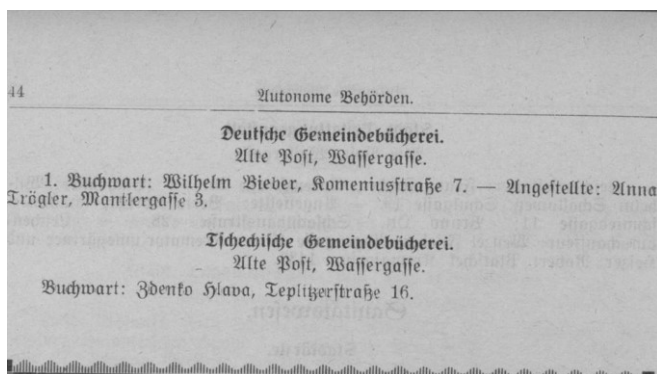 44
Autonome Behörden.
Deutsche Gemeindebücherei.
Alte Post, Wassergasse.
1. Buchwart: Wilhelm Bieber, Komeniusstraße 7. — Angestellte: Anna
Trögler, Mantlergasse 3.
Tschechische Gemeindebücherei.
Alte Post, Wassergasse.
Buchwart: Zdenko Hlava, Teplitzerstraße 16.